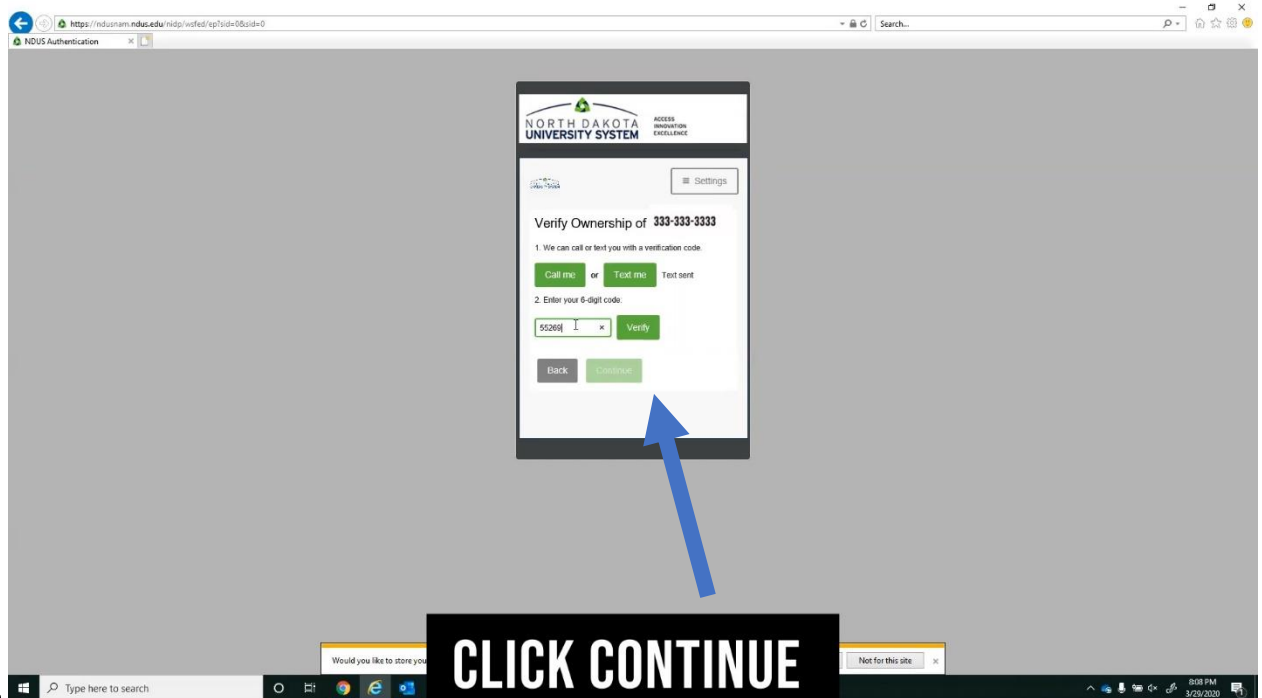 https://ndusnam.ndus.edu/nidp/wsfed/ep?sid=0&sid=0
Search...
NDUS Authentication
NORTH DAKOTA
UNIVERSITY SYSTEM
ACCESS
INNOVATION
EXCELLENCE
Settings
Verify Ownership of 333-333-3333
1. We can call or text you with a verification code.
Call me or Text me Text sent
2. Enter your 6-digit code:
55269 Verify
Back Continue
Would you like to store you
Not for this site
CLICK CONTINUE
Type here to search
8:08 PM
3/29/2020